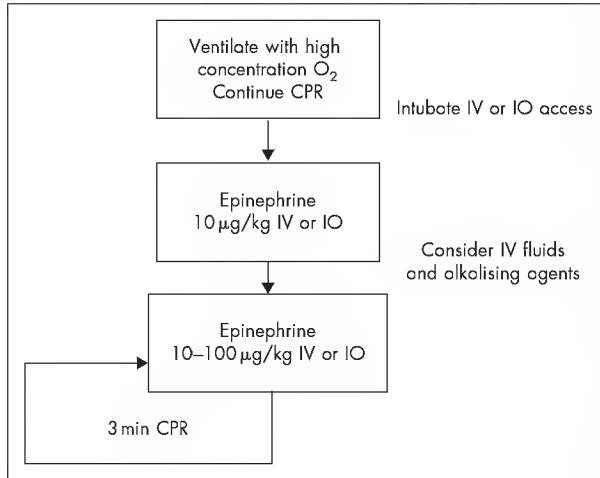 Ventilate with high
concentration O₂
Continue CPR
Intubate IV or IO access
Epinephrine
10 µg/kg IV or IO
Consider IV fluids
and alkalising agents
Epinephrine
10–100 µg/kg IV or IO
3 min CPR